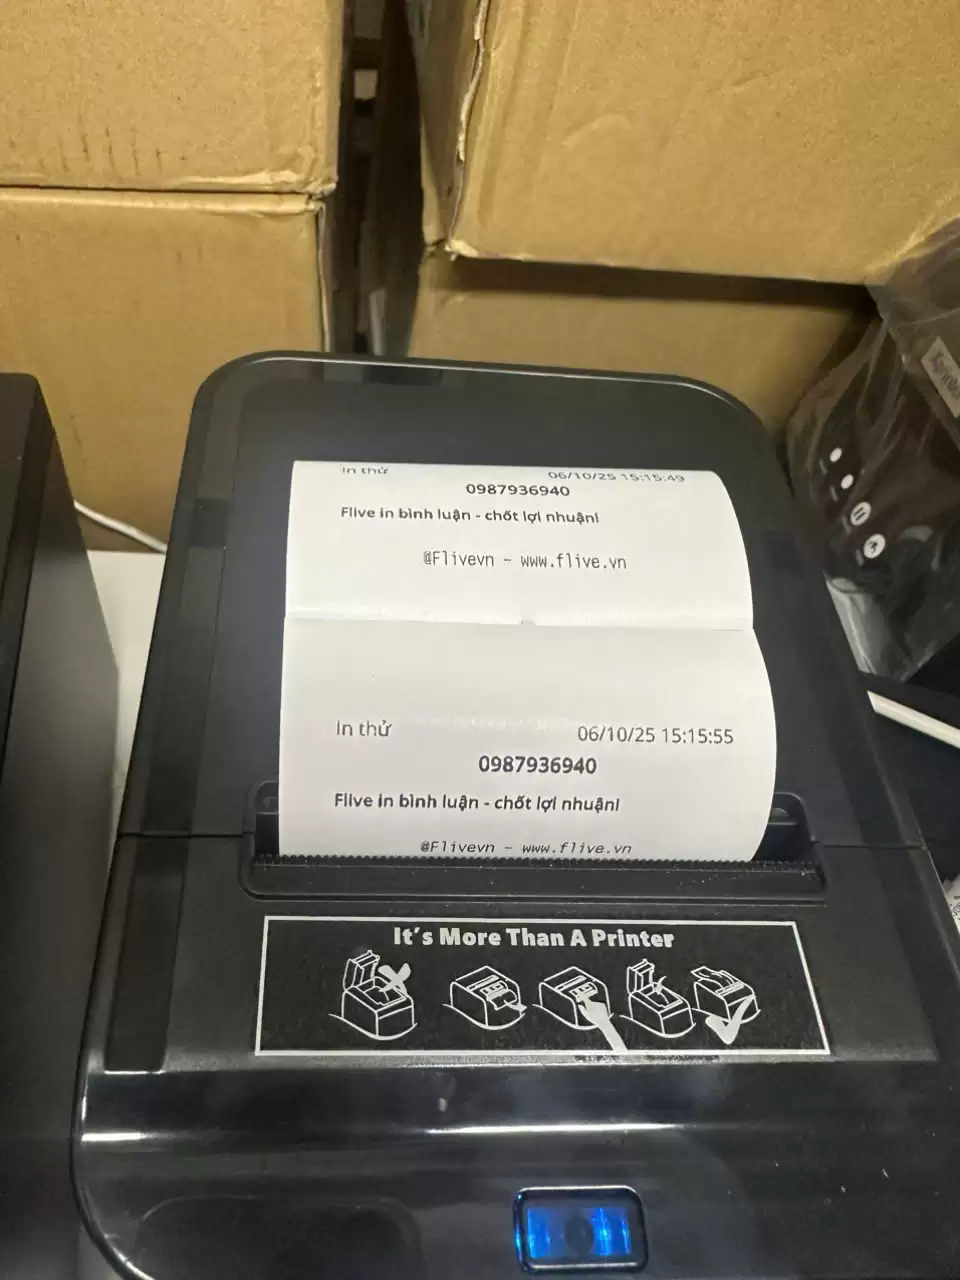 In thử 06/10/25 15:15:49
0987936940
Flive in bình luận - chốt lợi nhuận!
@Flivevn - www.flive.vn
In thử 06/10/25 15:15:55
0987936940
Flive in bình luận - chốt lợi nhuận!
@Flivevn - www.flive.vn
It's More Than A Printer